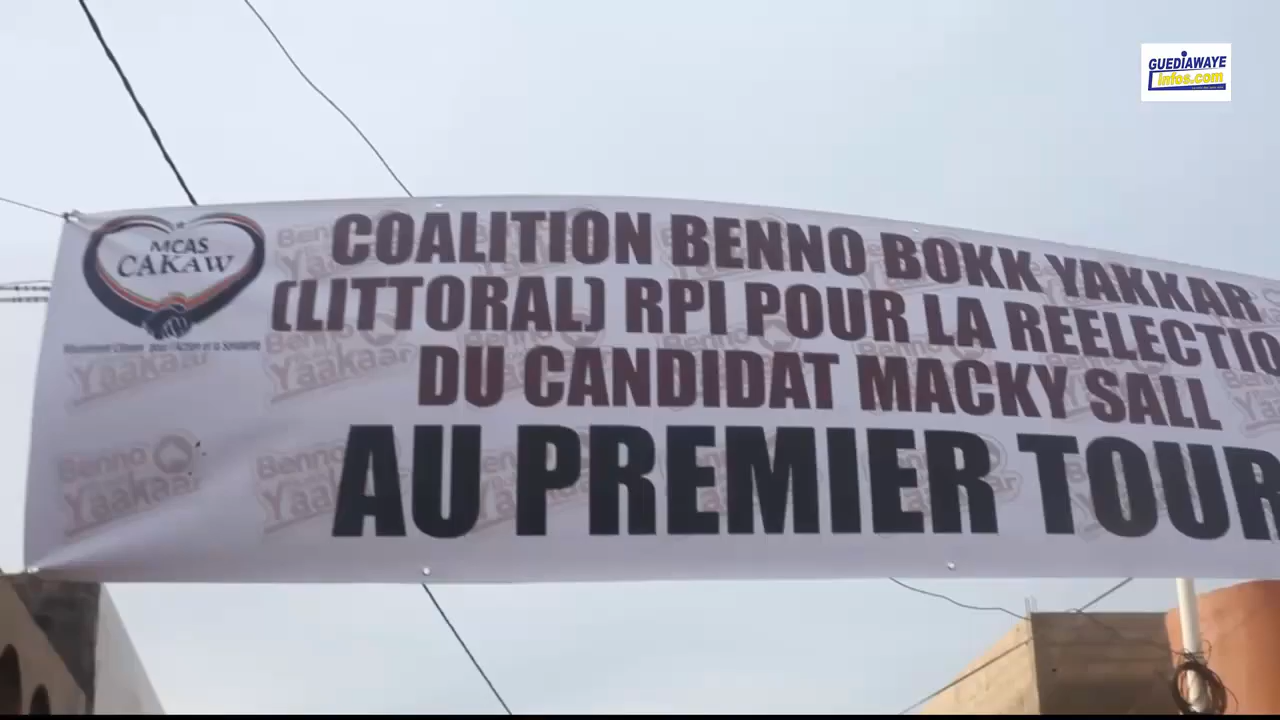 GUEDIAWAYE
infos.com
MCAS
CAKAW
COALITION BENNO BOKK YAKKAR
(LITTORAL) RPI POUR LA REELECTIO
DU CANDIDAT MACKY SALL
AU PREMIER TOUR
Benno
Yaakaar